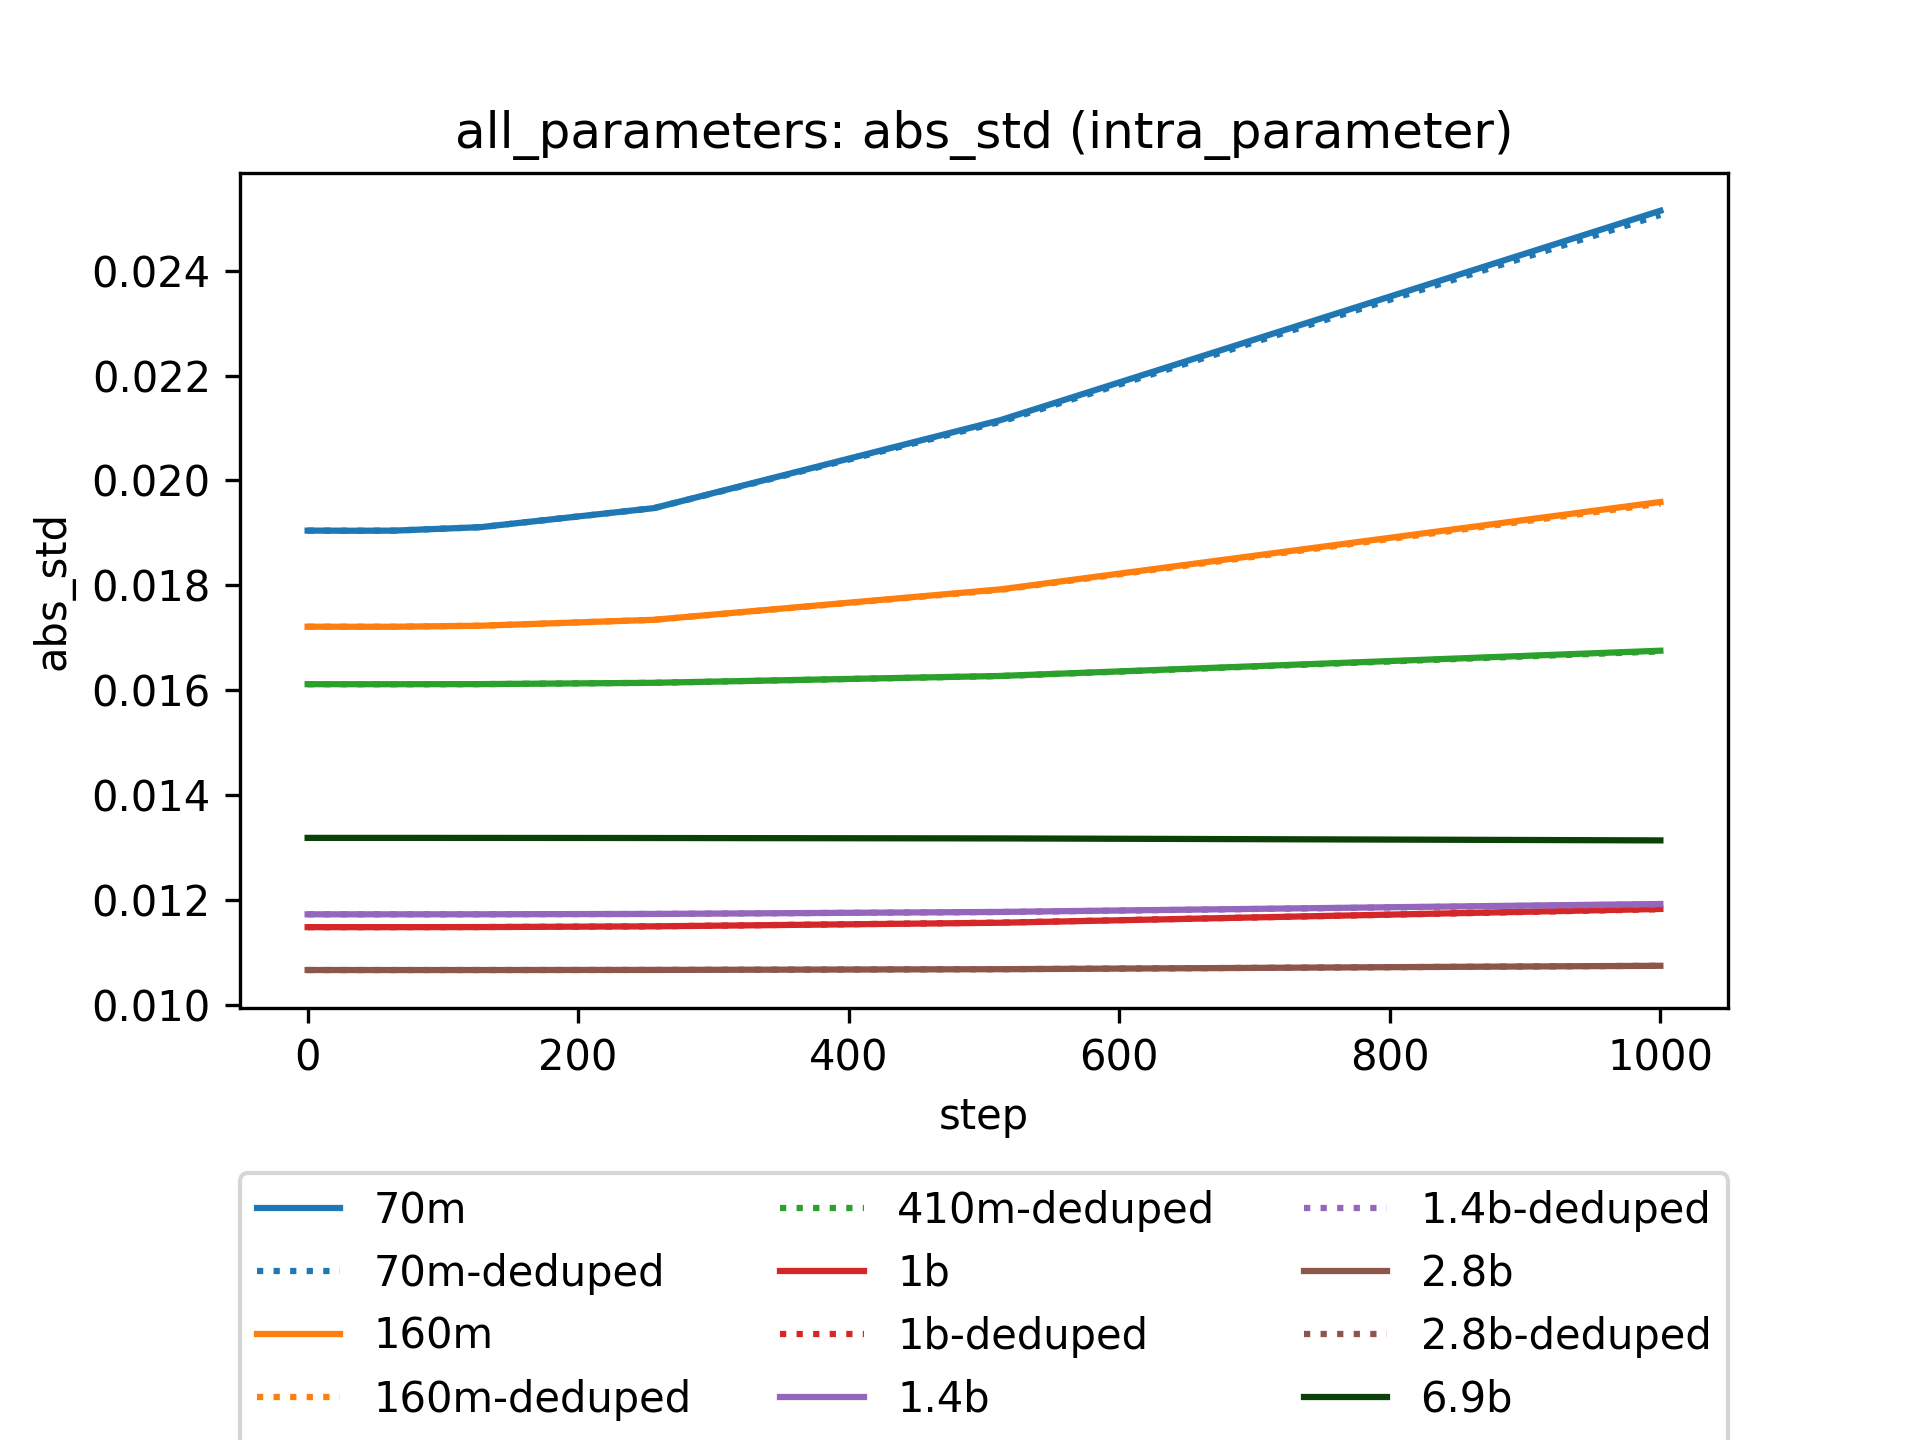 all_parameters: abs_std (intra_parameter)
abs_std
0.024
0.022
0.020
0.018
0.016
0.014
0.012
0.010
0 200 400 600 800 1000
step
70m 410m-deduped 1.4b-deduped
70m-deduped 1b 2.8b
160m 1b-deduped 2.8b-deduped
160m-deduped 1.4b 6.9b